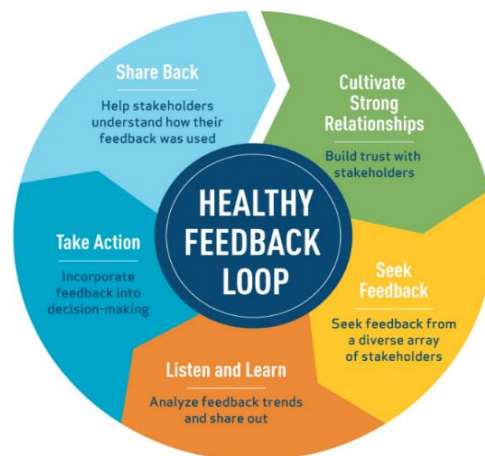 HEALTHY
FEEDBACK
LOOP
Cultivate
Strong
Relationships
Build trust with
stakeholders
Seek
Feedback
Seek feedback from
a diverse array
of stakeholders
Listen and Learn
Analyze feedback trends
and share out
Take Action
Incorporate
feedback into
decision-making
Share Back
Help stakeholders
understand how their
feedback was used